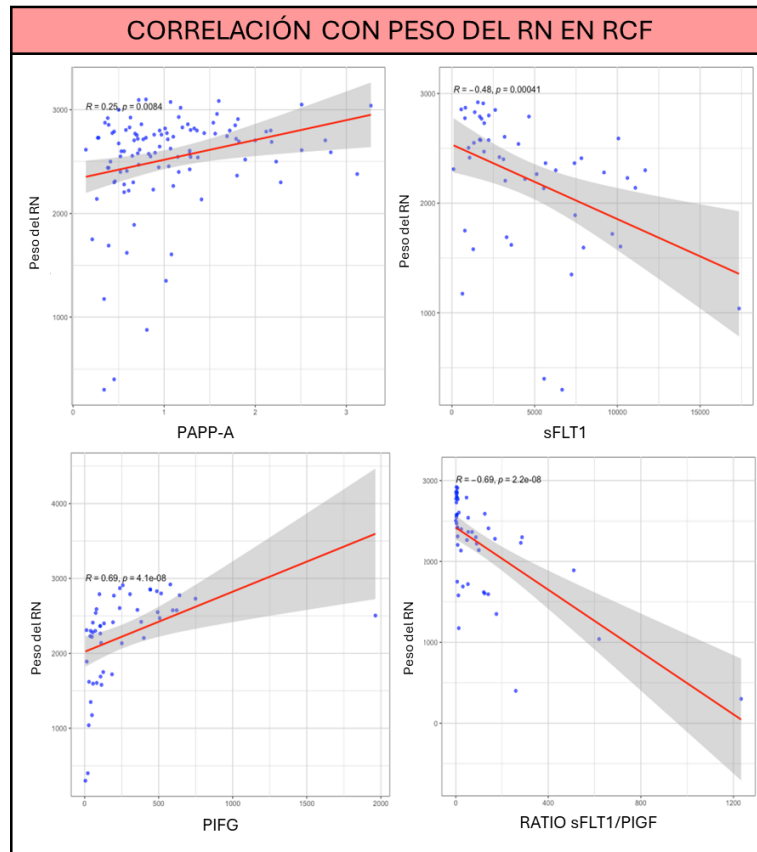 CORRELACIÓN CON PESO DEL RN EN RCF
R = 0.25, p = 0.0084
3000
2000
1000
Peso del RN
0
1
2
3
PAPP-A
R = −0.48, p = 0.00041
3000
2000
1000
Peso del RN
0
5000
10000
15000
sFLT1
R = 0.69, p = 4.1e-08
4000
3000
2000
1000
Peso del RN
0
500
1000
1500
2000
PIFG
R = −0.69, p = 2.2e-08
3000
2000
1000
0
Peso del RN
0
400
800
1200
RATIO sFLT1/PIGF